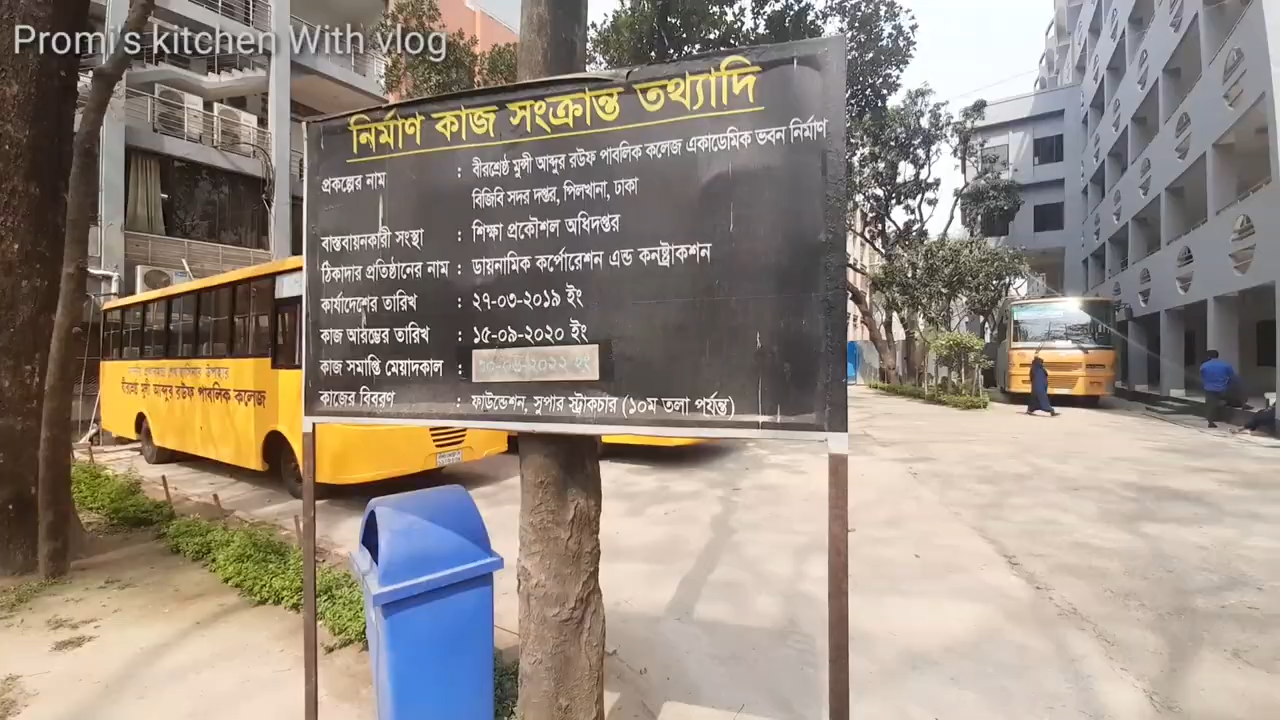 Promi's kitchen With vlog
নির্মাণ কাজ সংক্রান্ত তথ্যাদি
প্রকল্পের নাম : বীরশ্রেষ্ঠ মুন্সী আব্দুর রউফ পাবলিক কলেজ একাডেমিক ভবন নির্মাণ
বিজিবি সদর দপ্তর, পিলখানা, ঢাকা
বাস্তবায়নকারী সংস্থা : শিক্ষা প্রকৌশল অধিদপ্তর
ঠিকাদার প্রতিষ্ঠানের নাম : ডায়নামিক কর্পোরেশন এন্ড কনষ্ট্রাকশন
কার্যাদেশের তারিখ : ২৭-০৩-২০১৯ ইং
কাজ আরম্ভের তারিখ : ১৫-০৯-২০২০ ইং
কাজ সমাপ্তি মেয়াদকাল :
কাজের বিবরণ : ফাউন্ডেশন, সুপার স্ট্রাকচার (১০ম তলা পর্যন্ত)
বীরশ্রেষ্ঠ মুন্সী আব্দুর রউফ পাবলিক কলেজ